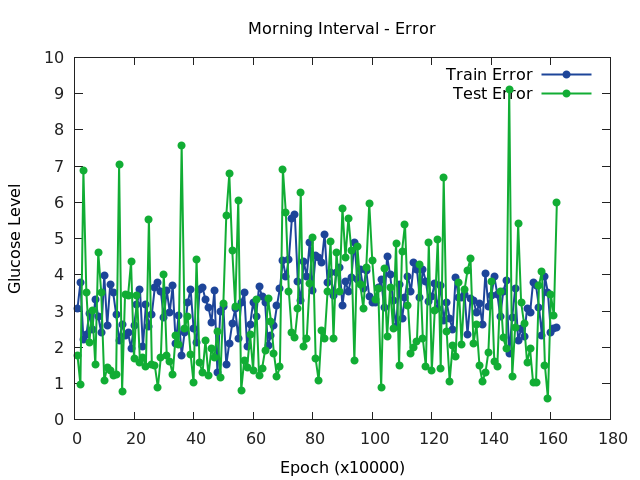 Morning Interval - Error
10
9
8
7
6
5
4
3
2
1
0
Glucose Level
Train Error
Test Error
0 20 40 60 80 100 120 140 160 180
Epoch (x10000)